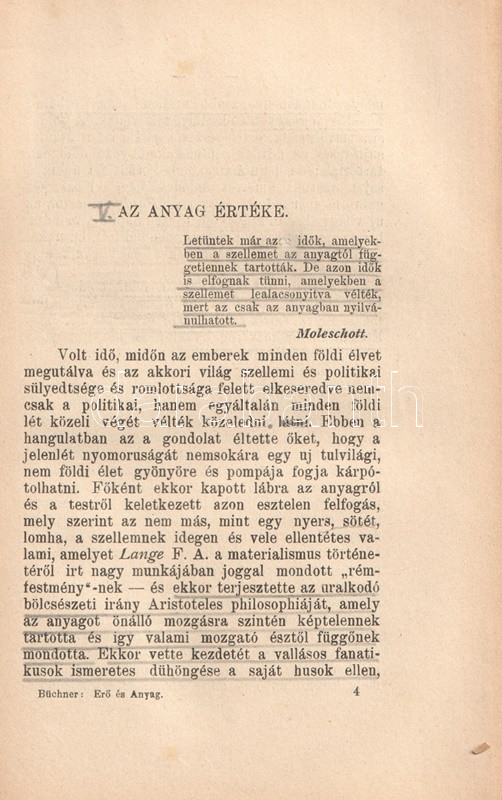 V. AZ ANYAG ÉRTÉKE.
Letüntek már az idők, amelyek-
ben a szellemet az anyagtól füg-
getlennek tartották. De azon idők
is elfognak tünni, amelyekben a
szellemet lealacsonyitva vélték,
mert az csak az anyagban nyilvá-
nulhatott.
Moleschott.
Volt idő, midőn az emberek minden földi élvet
megutálva és az akkori világ szellemi és politikai
sülyedtsége és romlottsága felett elkeseredve nem-
csak a politikai, hanem egyáltalán minden földi
lét közeli végét vélték közledni, látni. Ebben a
hangulatban az a gondolat éltette őket, hogy a
jelenlét nyomoruságát nemsokára egy uj tulvilági,
nem földi élet gyönyöre és pompája fogja kárpó-
tolhatni. Főként ekkor kapott lábra az anyagról
és a testről keletkezett azon esztelen felfogás,
mely szerint az nem más, mint egy nyers, sötét,
lomha, a szellemnek idegen és vele ellentétes va-
lami, amelyet Lange F. A. a materialismus történe-
téről irt nagy munkájában joggal mondott „rém-
festmény“-nek — és ekkor terjesztette az uralkodó
bölcsészeti irány Aristoteles philosophiáját, amely
az anyagot önálló mozgásra szintén képtelennek
tartotta és igy valami mozgató észtől függőnek
mondotta. Ekkor vette kezdetét a vallásos fanati-
kusok ismeretes dühöngése a saját husok ellen,
Büchner: Erő és Anyag. 4